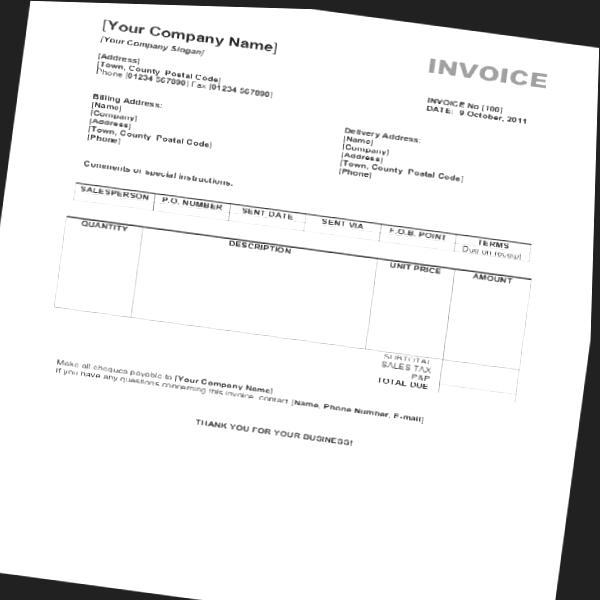 [Your Company Name]
[Your Company Slogan]
INVOICE
[Address]
[Town, County Postal Code]
Phone [01234 567890] Fax [01234 567890]
INVOICE No [100]
DATE: 9 October, 2011
Billing Address:
[Name]
[Company]
[Address]
[Town, County Postal Code]
[Phone]
Delivery Address:
[Name]
[Company]
[Address]
[Town, County Postal Code]
[Phone]
Comments or special instructions:
SALESPERSON P.O. NUMBER SENT DATE SENT VIA F.O.B. POINT TERMS
Due on receipt
QUANTITY DESCRIPTION UNIT PRICE AMOUNT
SUBTOTAL
SALES TAX
P&P
TOTAL DUE
Make all cheques payable to [Your Company Name]
If you have any questions concerning this invoice, contact [Name, Phone Number, E-mail]
THANK YOU FOR YOUR BUSINESS!